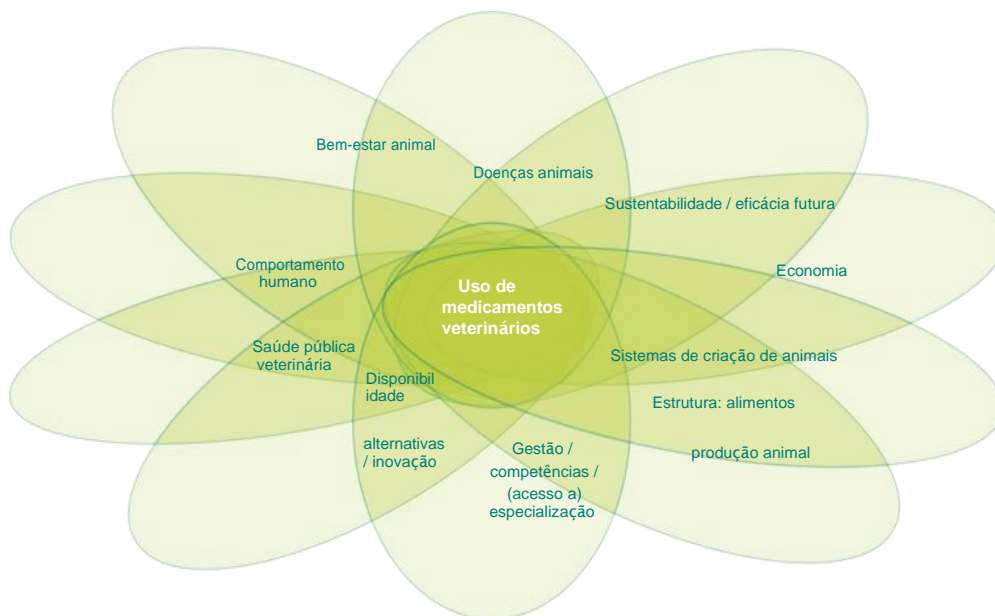 Bem-estar animal
Doenças animais
Sustentabilidade / eficácia futura
Comportamento
humano
Economia
Uso de
medicamentos
veterinários
Saúde pública
veterinária
Sistemas de criação de animais
Disponibil
idade
Estrutura: alimentos
alternativas
/ inovação
Gestão /
competências /
(acesso a)
especialização
produção animal